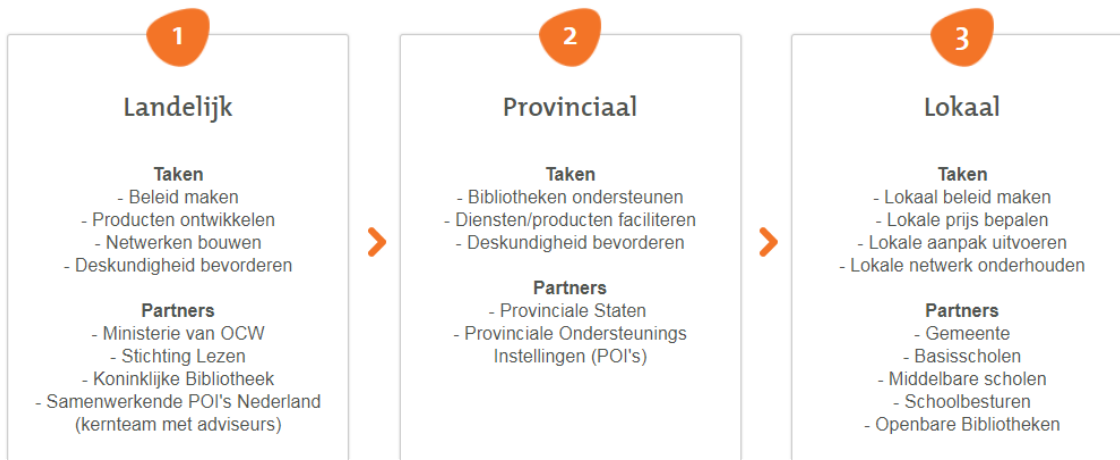 1
Landelijk
Taken
- Beleid maken
- Producten ontwikkelen
- Netwerken bouwen
- Deskundigheid bevorderen
Partners
- Ministerie van OCW
- Stichting Lezen
- Koninklijke Bibliotheek
- Samenwerkende POI's Nederland
(kernteam met adviseurs)
2
Provinciaal
Taken
- Bibliotheken ondersteunen
- Diensten/producten faciliteren
- Deskundigheid bevorderen
Partners
- Provinciale Staten
- Provinciale Ondersteunings
Instellingen (POI's)
3
Lokaal
Taken
- Lokaal beleid maken
- Lokale prijs bepalen
- Lokale aanpak uitvoeren
- Lokale netwerk onderhouden
Partners
- Gemeente
- Basisscholen
- Middelbare scholen
- Schoolbesturen
- Openbare Bibliotheken